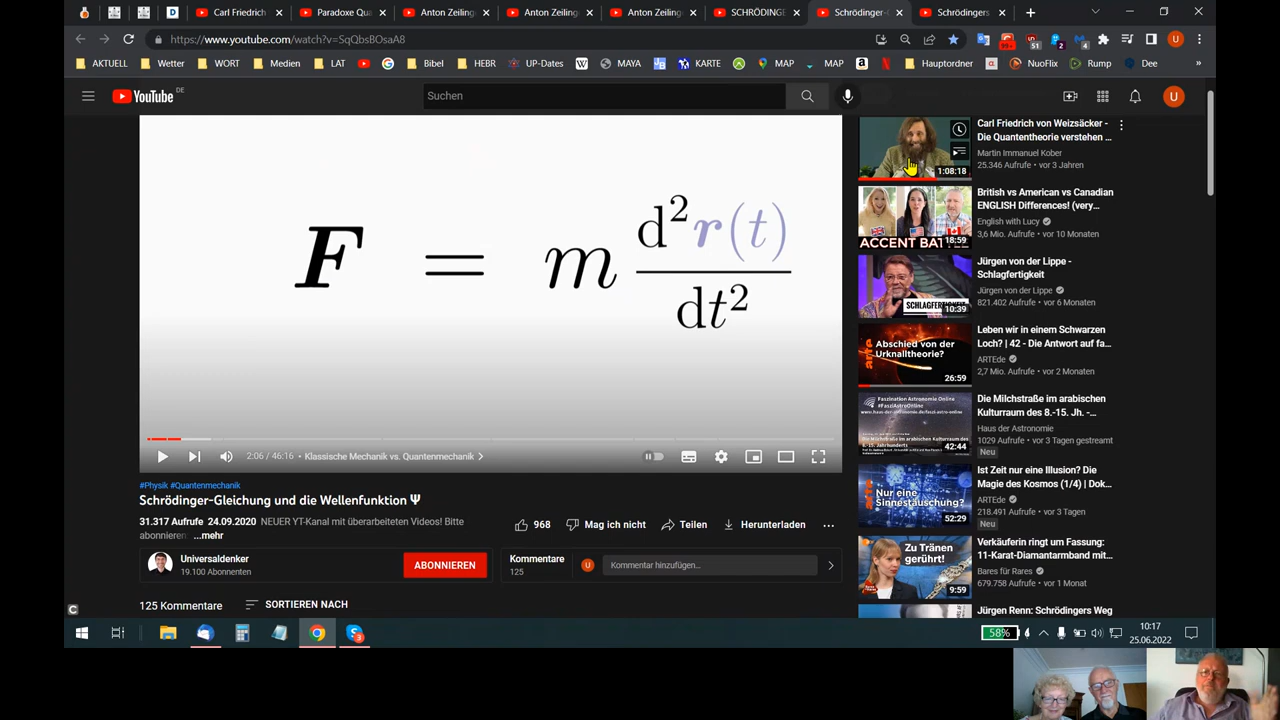 Carl Friedrich
Paradoxe Qua
Anton Zeiling
Anton Zeiling
Anton Zeiling
SCHRÖDINGE
Schrödinger-G
Schrödingers
https://www.youtube.com/watch?v=SqQbsBOsaA8
AKTUELL
Wetter
WORT
Medien
LAT
Bibel
HEBR
UP-Dates
MAYA
KARTE
MAP
MAP
Hauptordner
NuoFlix
Rump
Dee
YouTube DE
Suchen
U
F = m d²r(t)/dt²
2:06 / 46:16 • Klassische Mechanik vs. Quantenmechanik
#Physik #Quantenmechanik
Schrödinger-Gleichung und die Wellenfunktion Ψ
31.317 Aufrufe 24.09.2020 NEUER YT-Kanal mit überarbeiteten Videos! Bitte
abonnieren ...mehr
968
Mag ich nicht
Teilen
Herunterladen
Universaldenker
19.100 Abonnenten
ABONNIEREN
Kommentare
125
U
Kommentar hinzufügen...
125 Kommentare
SORTIEREN NACH
1:08:18
Carl Friedrich von Weizsäcker -
Die Quantentheorie verstehen ...
Martin Immanuel Kober
25.346 Aufrufe • vor 3 Jahren
ACCENT BAT
18:59
British vs American vs Canadian
ENGLISH Differences! (very...
English with Lucy
3,6 Mio. Aufrufe • vor 10 Monaten
SCHLAGFERTIGKEIT
10:39
Jürgen von der Lippe -
Schlagfertigkeit
Jürgen von der Lippe
821.402 Aufrufe • vor 6 Monaten
arte
Abschied von der
Urknalltheorie?
26:59
Leben wir in einem Schwarzen
Loch? | 42 - Die Antwort auf fa...
ARTEde
2,7 Mio. Aufrufe • vor 2 Monaten
Faszination Astronomie Online
#FasziAstroOnline
42:44
Die Milchstraße im arabischen
Kulturraum des 8.-15. Jh. -...
Haus der Astronomie
1029 Aufrufe • vor 3 Tagen gestreamt
Neu
arte
Nur eine
Sinnestäuschung?
52:29
Ist Zeit nur eine Illusion? Die
Magie des Kosmos (1/4) | Dok...
ARTEde
218.491 Aufrufe • vor 3 Tagen
Neu
Zu Tränen
gerührt!
9:59
Verkäuferin ringt um Fassung:
11-Karat-Diamantarmband mit...
Bares für Rares
679.758 Aufrufe • vor 1 Monat
Jürgen Renn: Schrödingers Weg
58%
10:17
25.06.2022